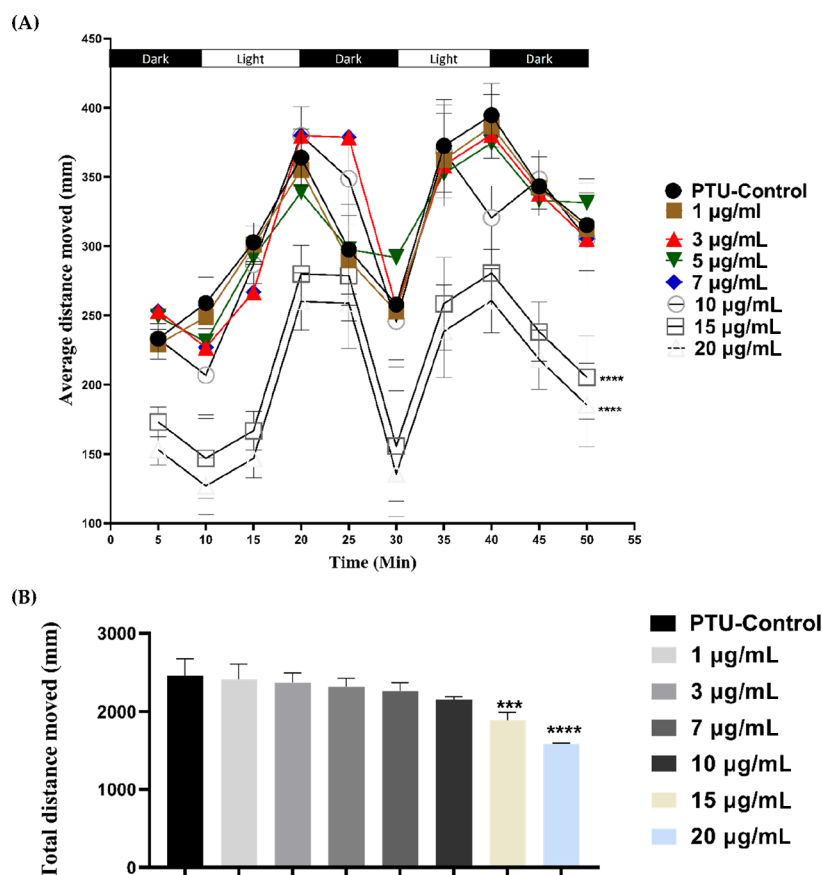 (A)
450
400
350
300
250
200
150
100
Average distance moved (mm)
Dark Light Dark Light Dark
0 5 10 15 20 25 30 35 40 45 50 55
Time (Min)
****
****
PTU-Control
1 µg/ml
3 µg/mL
5 µg/mL
7 µg/mL
10 µg/mL
15 µg/mL
20 µg/mL
(B)
3000
2000
1000
0
Total distance moved (mm)
***
****
PTU-Control
1 µg/mL
3 µg/mL
7 µg/mL
10 µg/mL
15 µg/mL
20 µg/mL